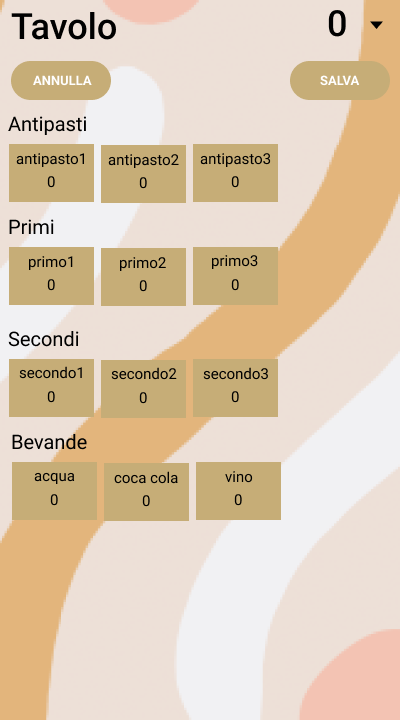 Tavolo 0
ANNULLA SALVA
Antipasti
antipasto1 antipasto2 antipasto3
0 0 0
Primi
primo1 primo2 primo3
0 0 0
Secondi
secondo1 secondo2 secondo3
0 0 0
Bevande
acqua coca cola vino
0 0 0